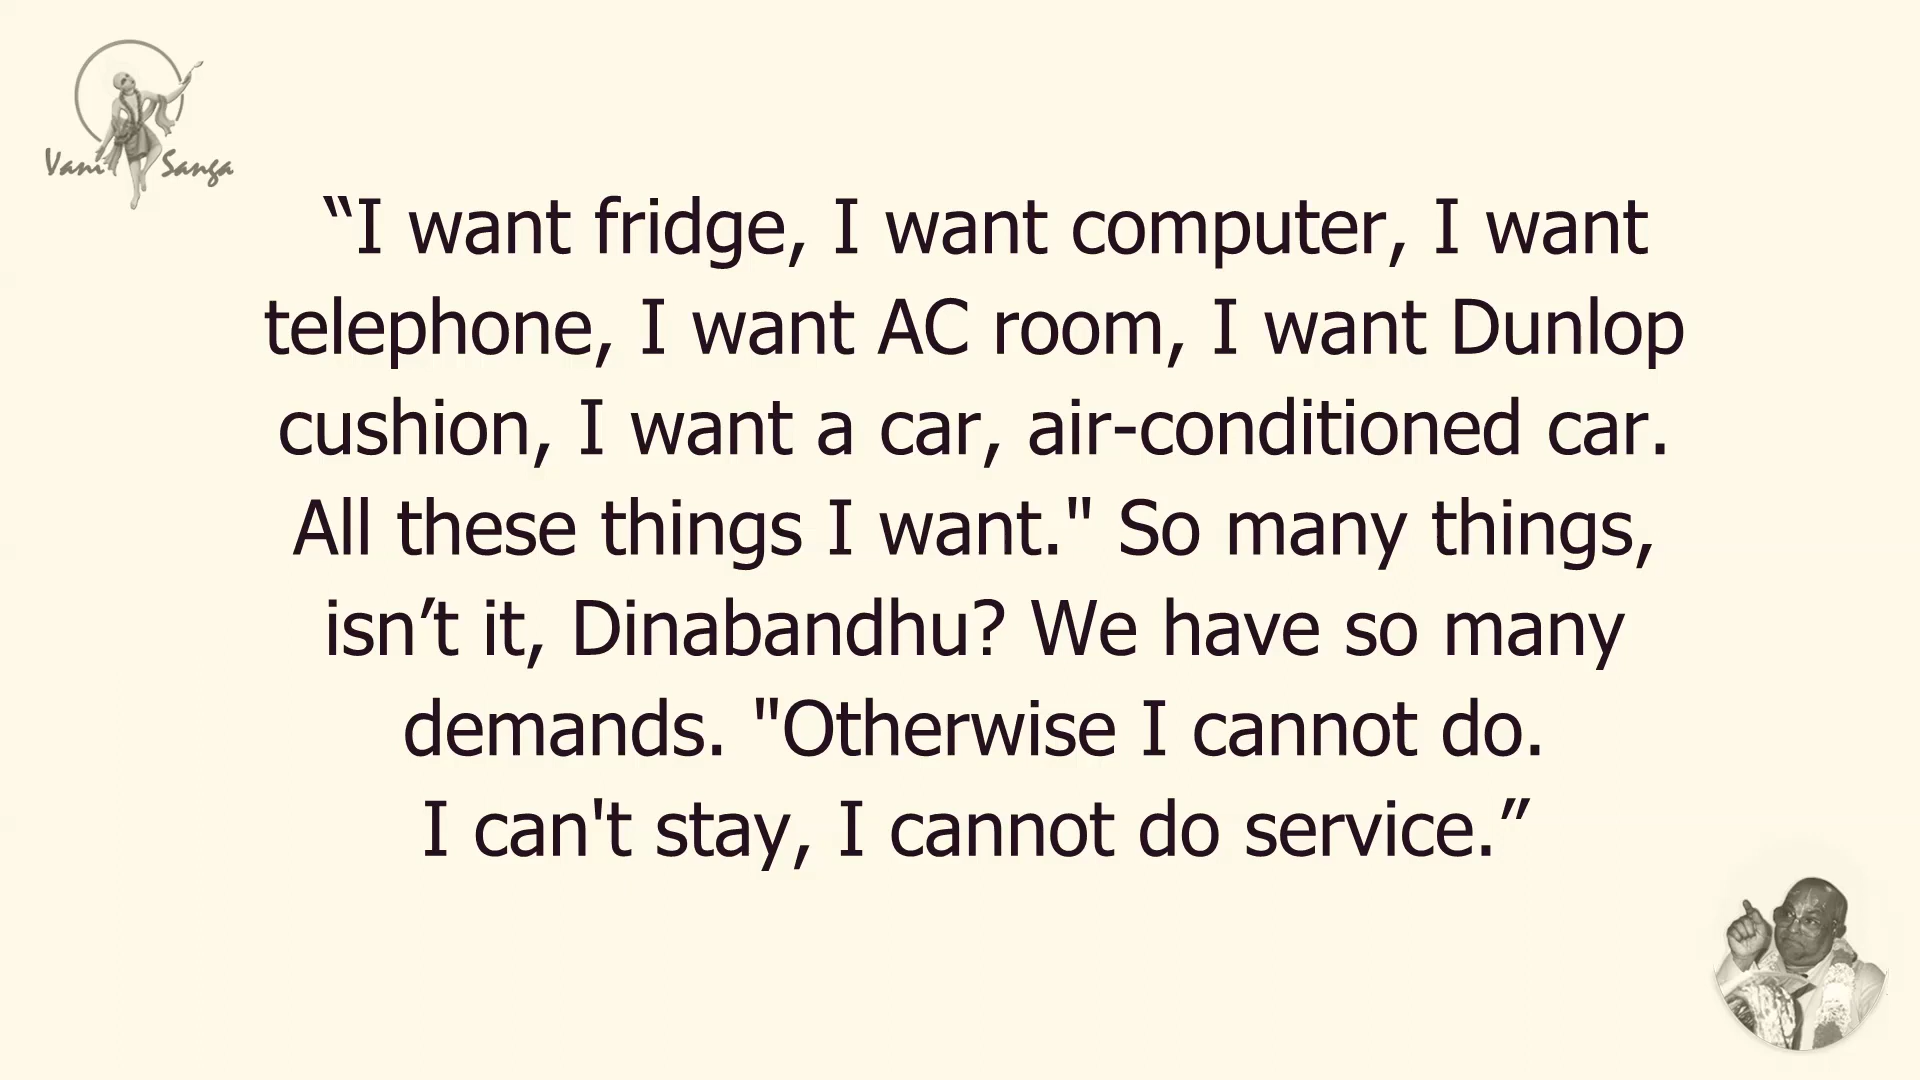 Vani Sanga
“I want fridge, I want computer, I want
telephone, I want AC room, I want Dunlop
cushion, I want a car, air-conditioned car.
All these things I want." So many things,
isn’t it, Dinabandhu? We have so many
demands. "Otherwise I cannot do.
I can't stay, I cannot do service.”